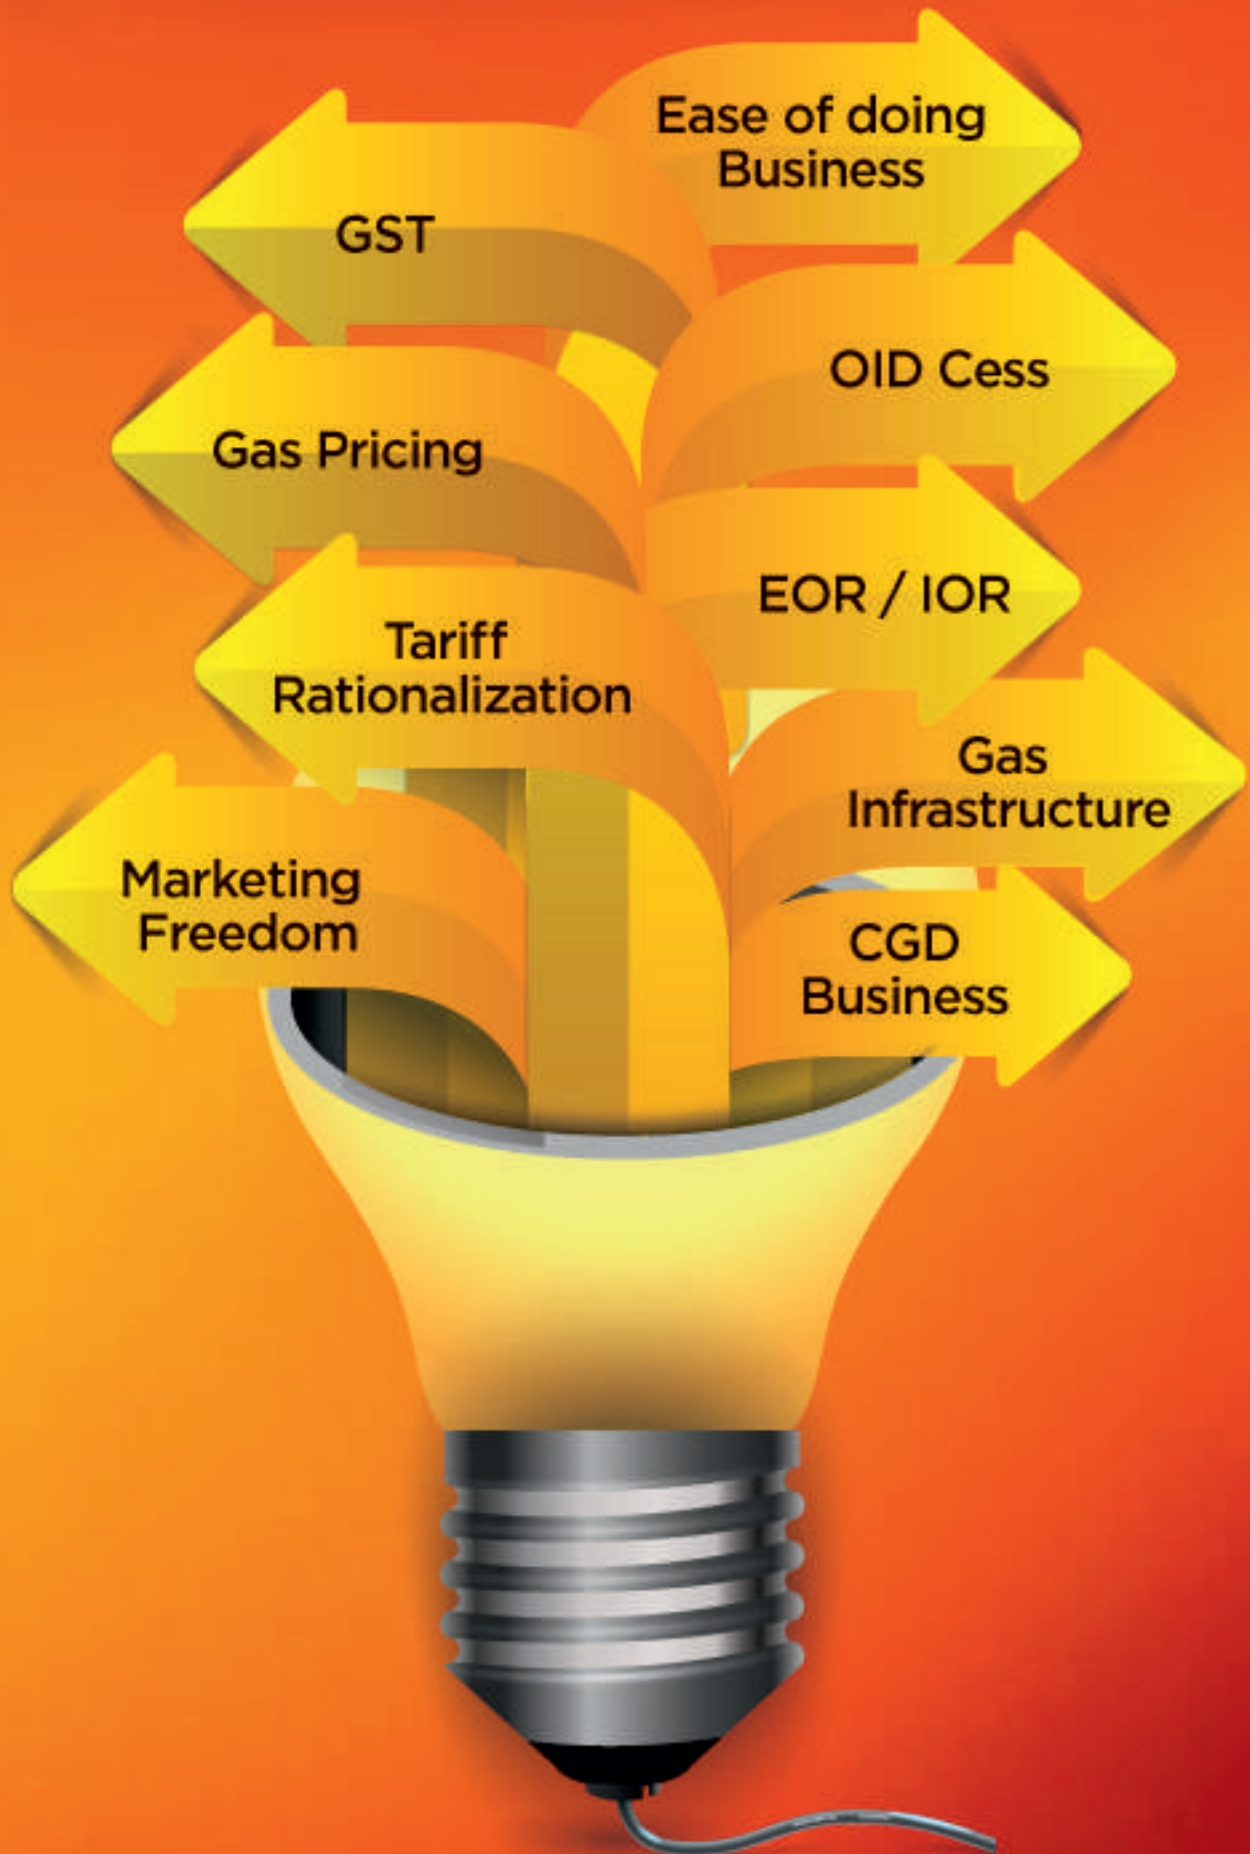 Ease of doing
Business
GST
OID Cess
Gas Pricing
EOR / IOR
Tariff
Rationalization
Gas
Infrastructure
Marketing
Freedom
CGD
Business